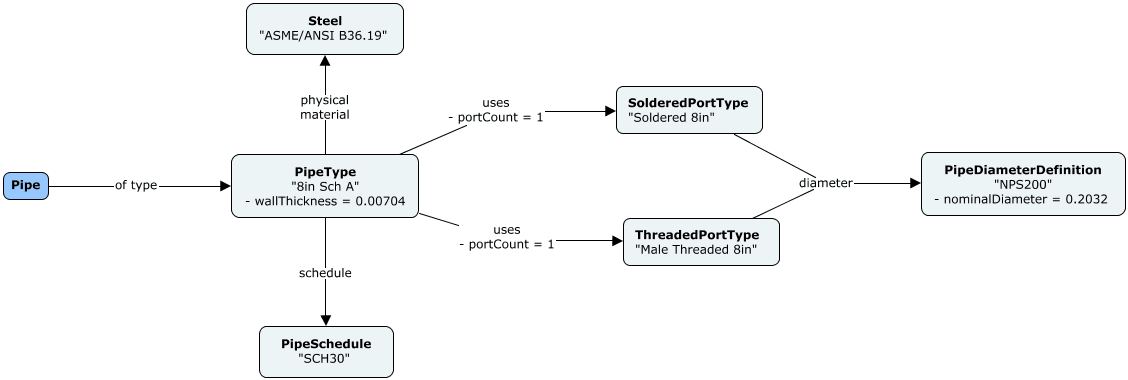 Steel
"ASME/ANSI B36.19"
physical
material
uses
- portCount = 1
SolderedPortType
"Soldered 8in"
Pipe
of type
PipeType
"8in Sch A"
- wallThickness = 0.00704
diameter
PipeDiameterDefinition
"NPS200"
- nominalDiameter = 0.2032
uses
- portCount = 1
ThreadedPortType
"Male Threaded 8in"
schedule
PipeSchedule
"SCH30"